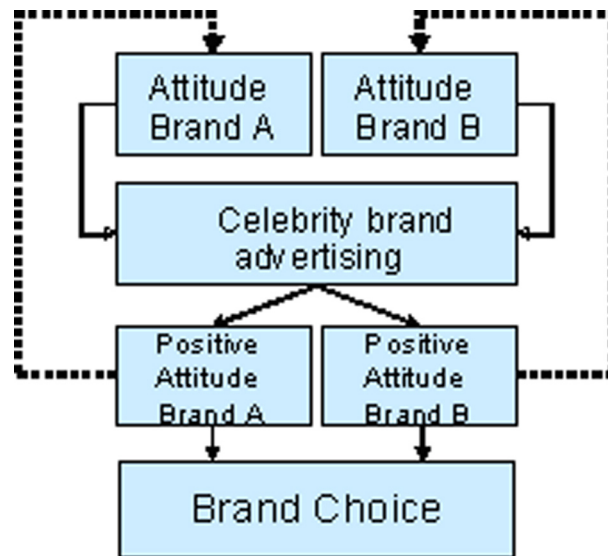 Attitude
Brand A
Attitude
Brand B
Celebrity brand
advertising
Positive
Attitude
Brand A
Positive
Attitude
Brand B
Brand Choice